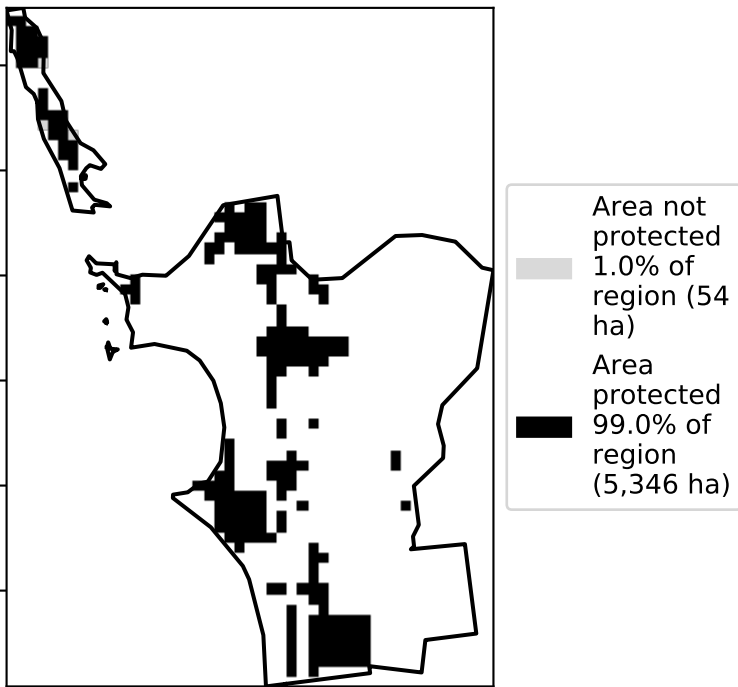 Area not
protected
1.0% of
region (54
ha)
Area
protected
99.0% of
region
(5,346 ha)